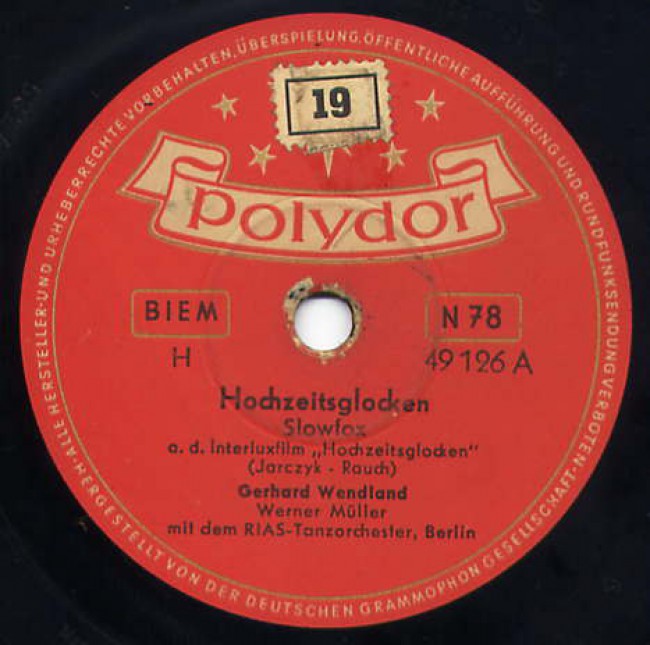 ALLE HERSTELLER-UND URHEBERRECHTE VORBEHALTEN, ÜBERSPIELUNG, ÖFFENTLICHE AUFFÜHRUNG UND RUNDFUNKSENDUNG VERBOTEN
HERGESTELLT VON DER DEUTSCHEN GRAMMOPHON GESELLSCHAFT
19
polydor
BIEM
N 78
H
49 126 A
Hochzeitsglocken
Slowfox
a. d. Interluxfilm „Hochzeitsglocken"
(Jarczyk - Rauch)
Gerhard Wendland
Werner Müller
mit dem RIAS-Tanzorchester, Berlin